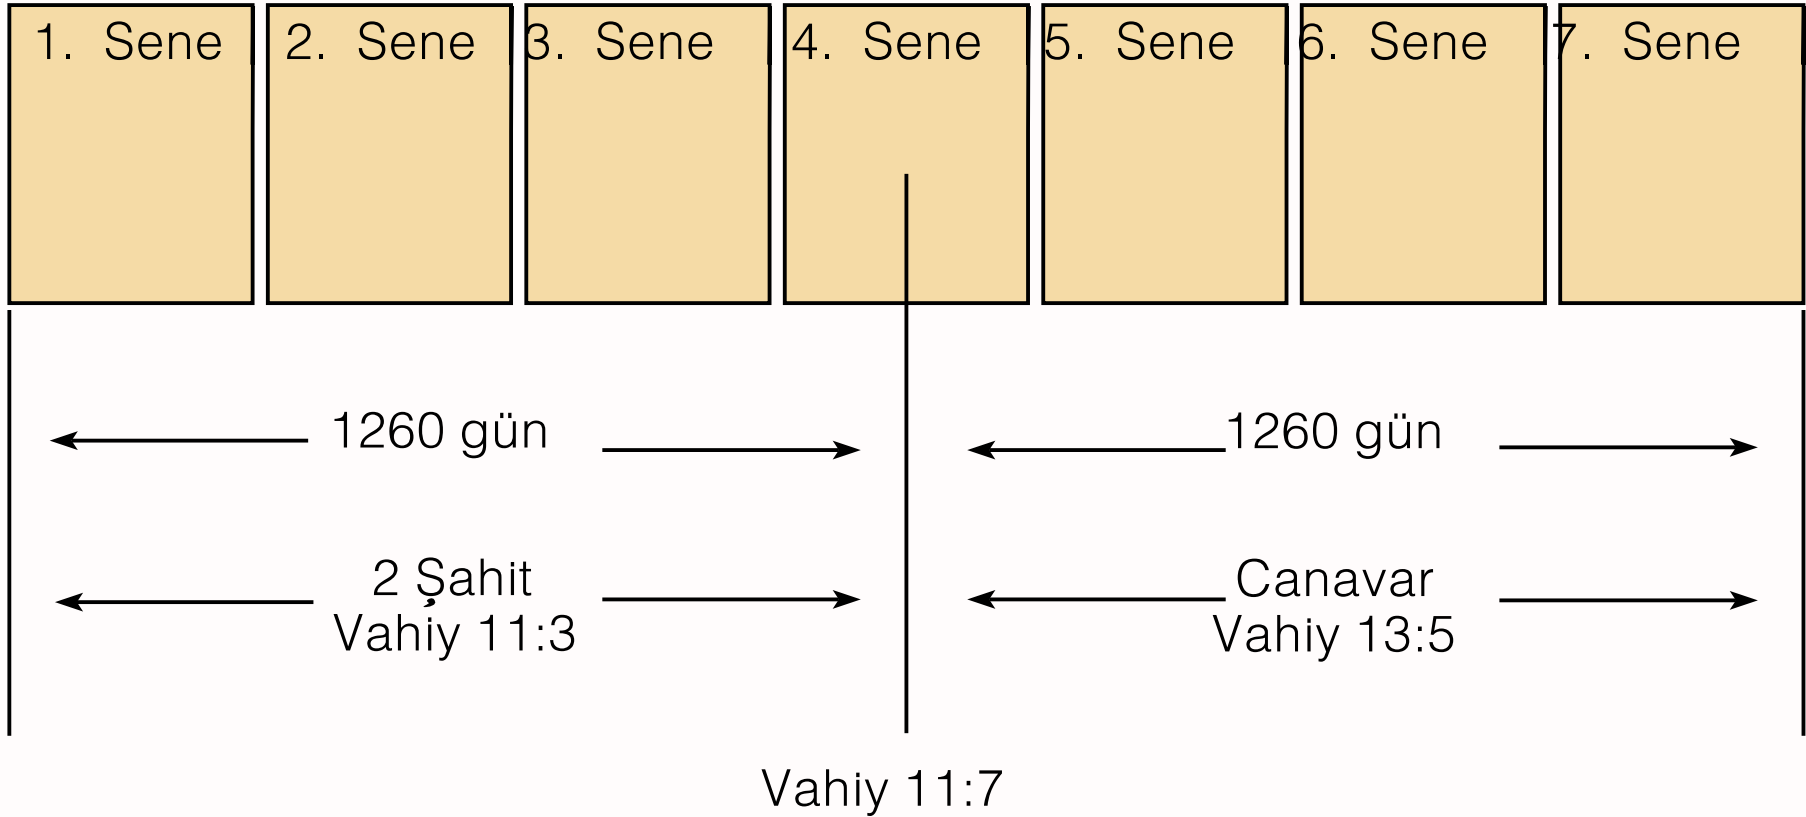 1. Sene 2. Sene 3. Sene 4. Sene 5. Sene 6. Sene 7. Sene
1260 gün 1260 gün
2 Şahit Canavar
Vahiy 11:3 Vahiy 13:5
Vahiy 11:7